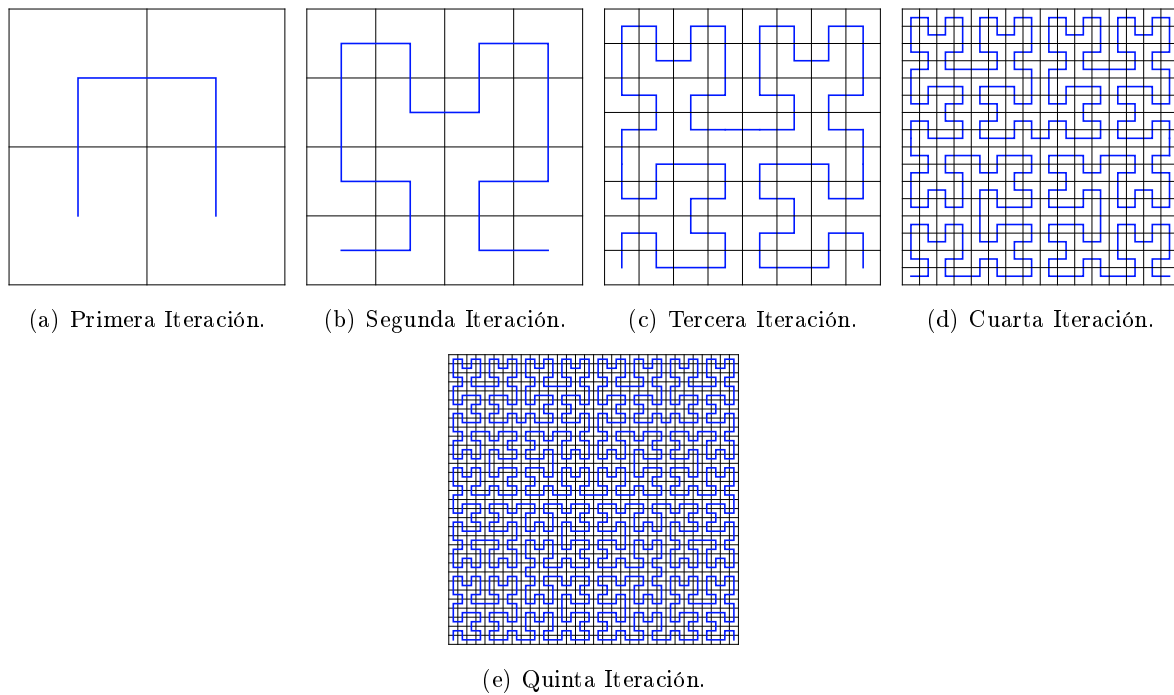 (a) Primera Iteración.
(b) Segunda Iteración.
(c) Tercera Iteración.
(d) Cuarta Iteración.
(e) Quinta Iteración.